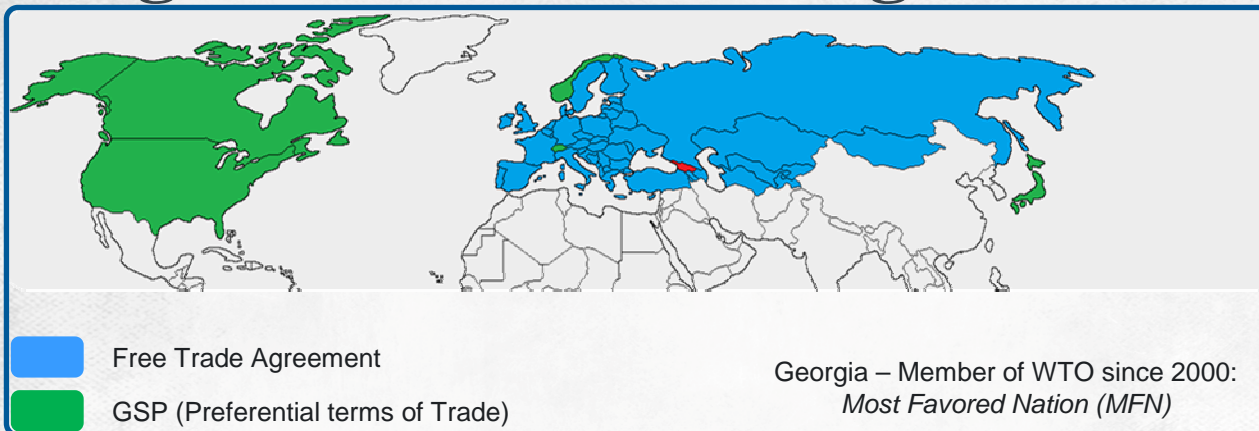 Free Trade Agreement
GSP (Preferential terms of Trade)
Georgia – Member of WTO since 2000:
Most Favored Nation (MFN)